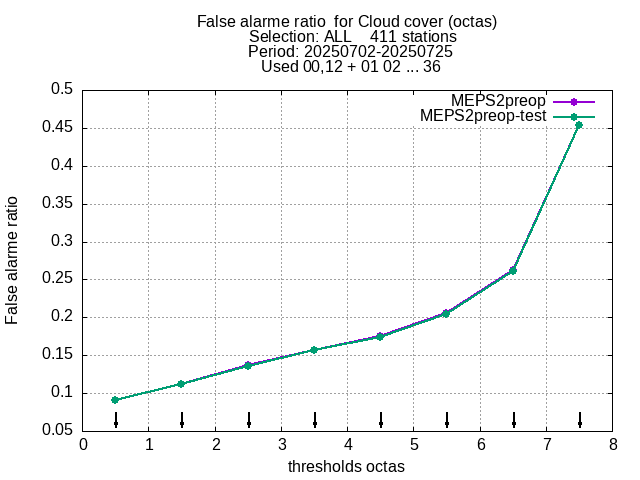 False alarme ratio  for Cloud cover (octas)
Selection: ALL    411 stations
Period: 20250702-20250725
Used 00,12 + 01 02 ... 36
MEPS2preop
MEPS2preop-test
False alarme ratio
0.5
0.45
0.4
0.35
0.3
0.25
0.2
0.15
0.1
0.05
0 1 2 3 4 5 6 7 8
thresholds octas